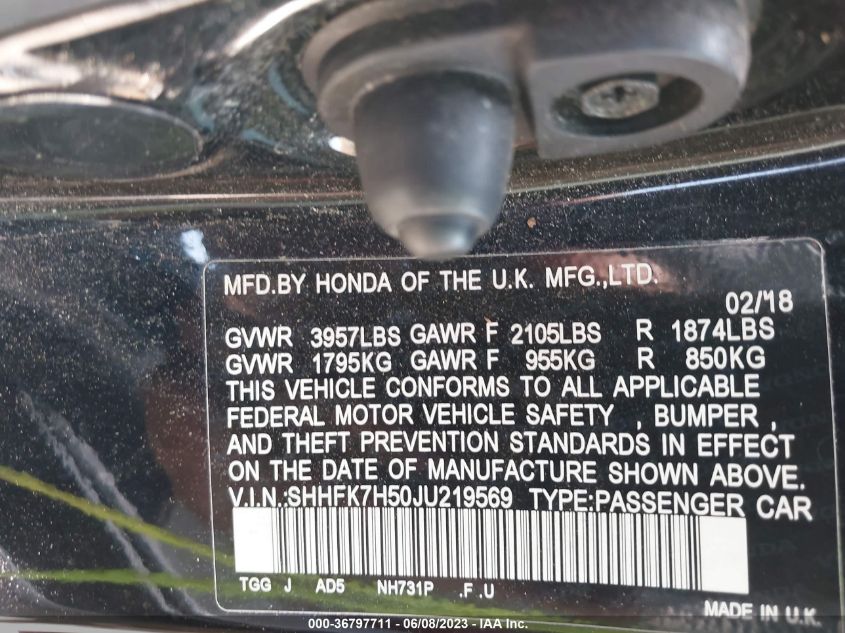 MFD.BY HONDA OF THE U.K. MFG.,LTD.
02/18
GVWR 3957LBS GAWR F 2105LBS R 1874LBS
GVWR 1795KG GAWR F 955KG R 850KG
THIS VEHICLE CONFORMS TO ALL APPLICABLE
FEDERAL MOTOR VEHICLE SAFETY , BUMPER ,
AND THEFT PREVENTION STANDARDS IN EFFECT
ON THE DATE OF MANUFACTURE SHOWN ABOVE.
V.I.N.:SHHFK7H50JU219569 TYPE:PASSENGER CAR
TGG J AD5 NH731P .F .U
MADE IN U.K.
000-36797711 - 06/08/2023 - IAA Inc.